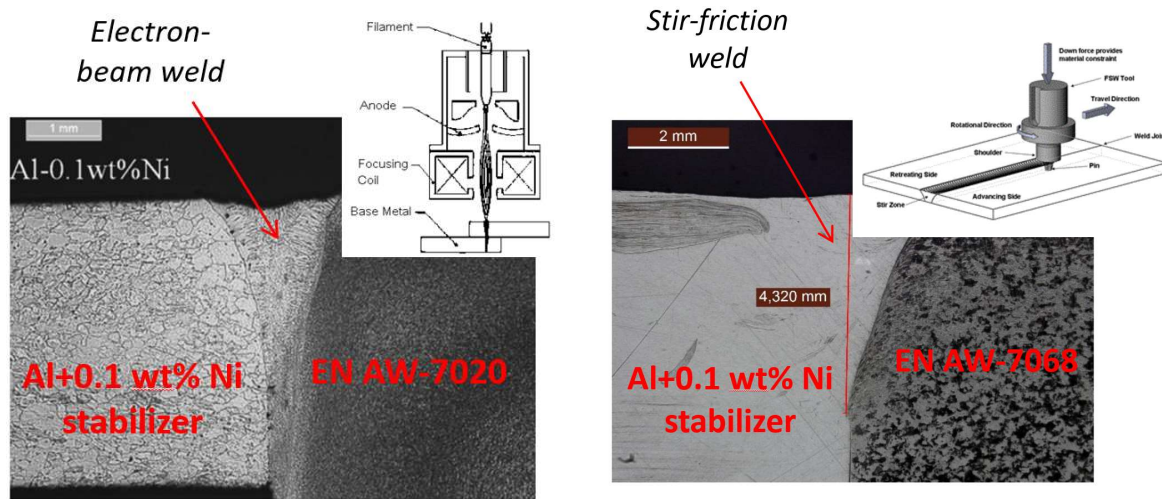 Electron-
beam weld
Filament
Anode
Focusing
Coil
Base Metal
1 mm
Al-0.1wt%Ni
Al+0.1 wt% Ni
stabilizer
EN AW-7020
Stir-friction
weld
Down force provides
material constraint
FSW Tool
Travel Direction
Rotational Direction
Weld Join
Shoulder
Pin
Retreating Side
Advancing Side
Stir Zone
2 mm
4,320 mm
Al+0.1 wt% Ni
stabilizer
EN AW-7068